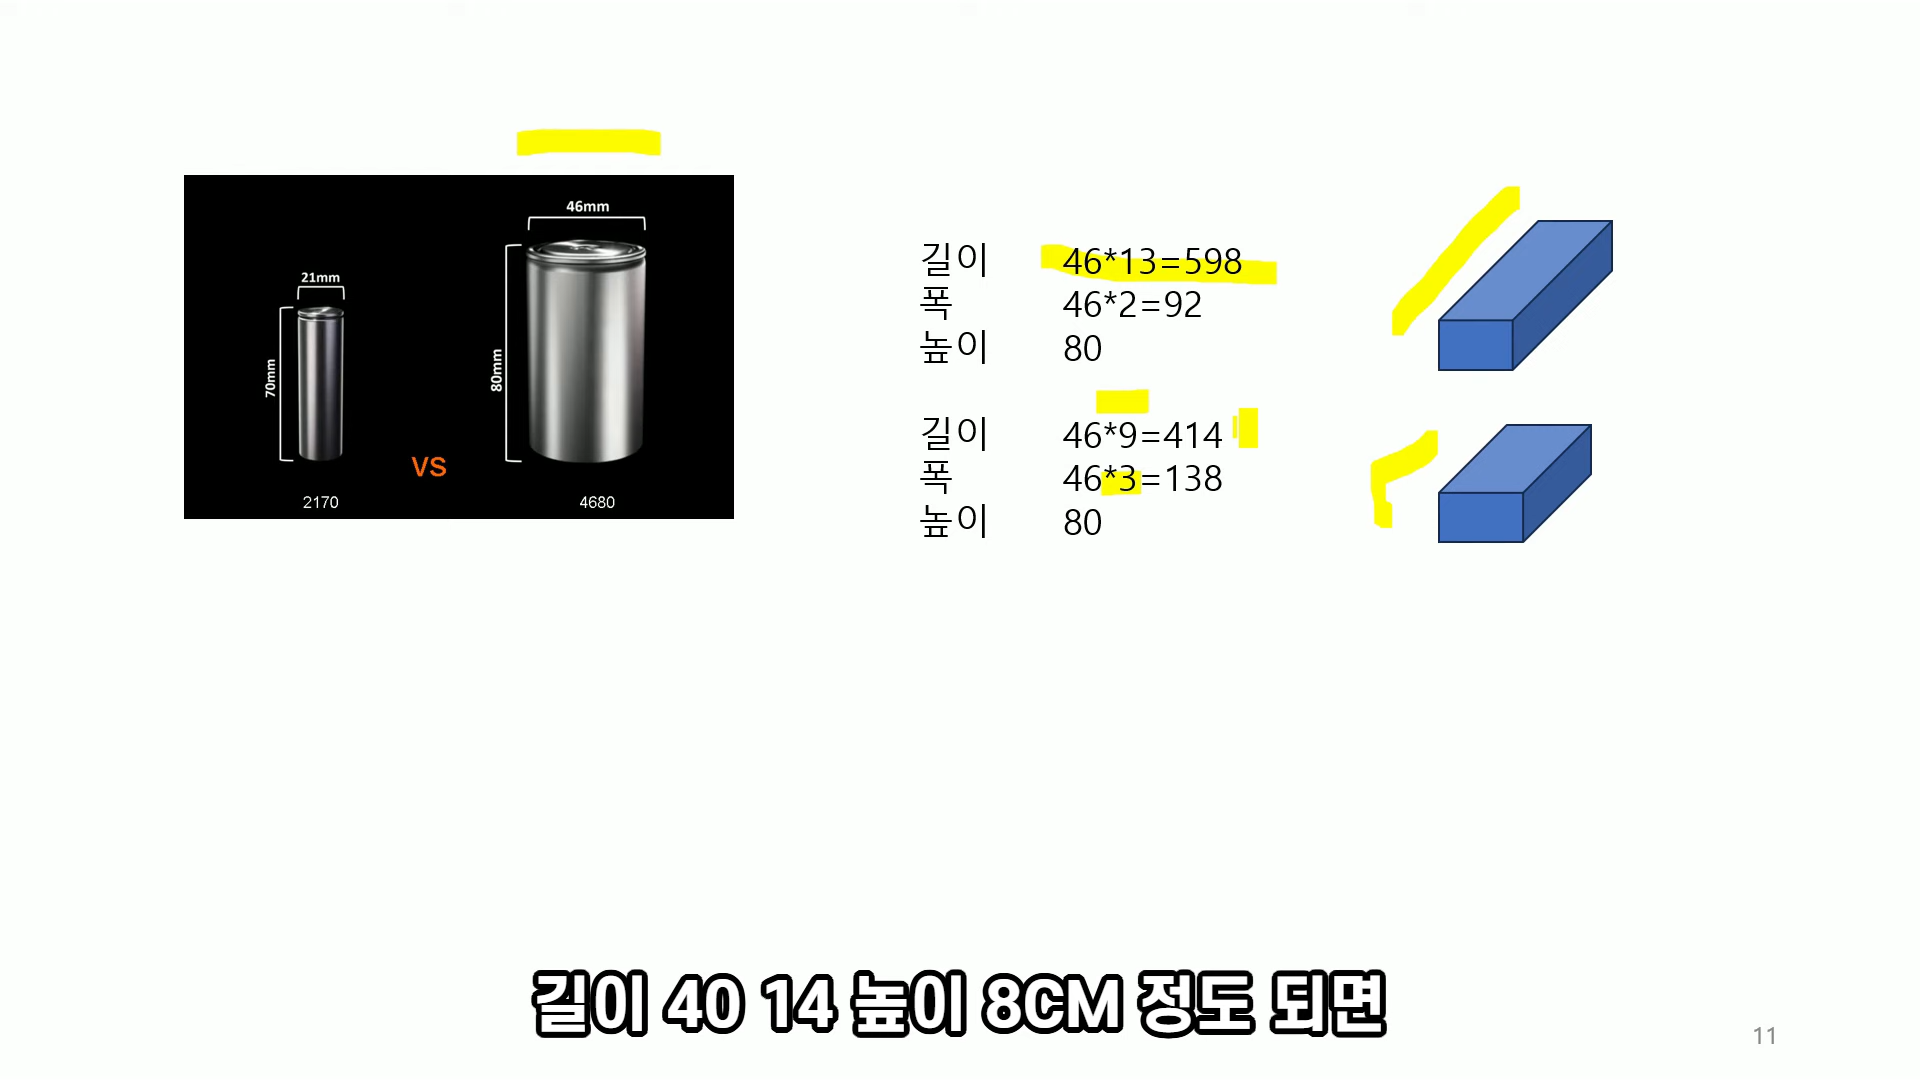 46mm
21mm
70mm
80mm
VS
2170
4680
길이 46*13=598
폭 46*2=92
높이 80
길이 46*9=414
폭 46*3=138
높이 80
길이 40 14 높이 8CM 정도 되면
11